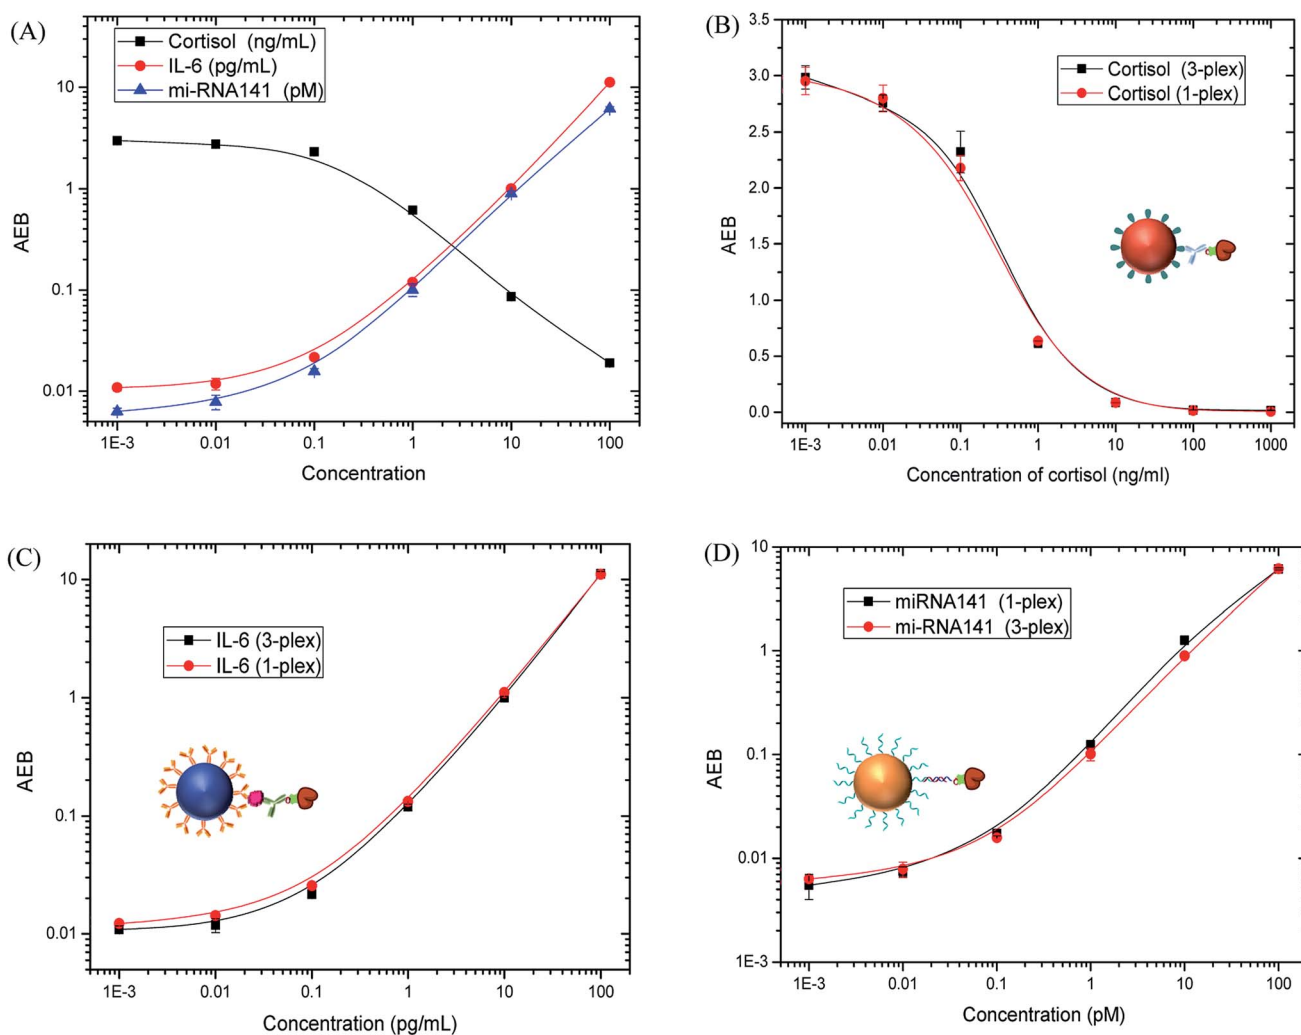 (A)
Cortisol (ng/mL)
IL-6 (pg/mL)
mi-RNA141 (pM)
AEB
10
1
0.1
0.01
1E-3 0.01 0.1 1 10 100
Concentration
(B)
Cortisol (3-plex)
Cortisol (1-plex)
AEB
3.5
3.0
2.5
2.0
1.5
1.0
0.5
0.0
1E-3 0.01 0.1 1 10 100 1000
Concentration of cortisol (ng/ml)
(C)
IL-6 (3-plex)
IL-6 (1-plex)
AEB
10
1
0.1
0.01
1E-3 0.01 0.1 1 10 100
Concentration (pg/mL)
(D)
miRNA141 (1-plex)
mi-RNA141 (3-plex)
AEB
10
1
0.1
0.01
1E-3
1E-3 0.01 0.1 1 10 100
Concentration (pM)